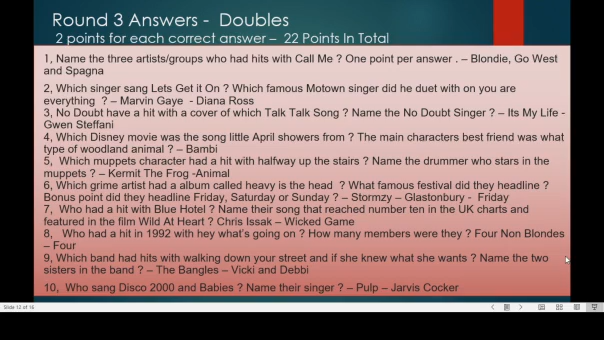 Round 3 Answers - Doubles
2 points for each correct answer – 22 Points In Total
1, Name the three artists/groups who had hits with Call Me ? One point per answer . – Blondie, Go West
and Spagna
2, Which singer sang Lets Get it On ? Which famous Motown singer did he duet with on you are
everything ? – Marvin Gaye - Diana Ross
3, No Doubt have a hit with a cover of which Talk Talk Song ? Name the No Doubt Singer ? – Its My Life -
Gwen Steffani
4, Which Disney movie was the song little April showers from ? The main characters best friend was what
type of woodland animal ? – Bambi
5, Which muppets character had a hit with halfway up the stairs ? Name the drummer who stars in the
muppets ? – Kermit The Frog -Animal
6, Which grime artist had a album called heavy is the head ? What famous festival did they headline ?
Bonus point did they headline Friday, Saturday or Sunday ? – Stormzy – Glastonbury - Friday
7, Who had a hit with Blue Hotel ? Name their song that reached number ten in the UK charts and
featured in the film Wild At Heart ? Chris Issak – Wicked Game
8, Who had a hit in 1992 with hey what's going on ? How many members were they ? Four Non Blondes
– Four
9, Which band had hits with walking down your street and if she knew what she wants ? Name the two
sisters in the band ? – The Bangles – Vicki and Debbi
10, Who sang Disco 2000 and Babies ? Name their singer ? – Pulp – Jarvis Cocker
Slide 12 of 16